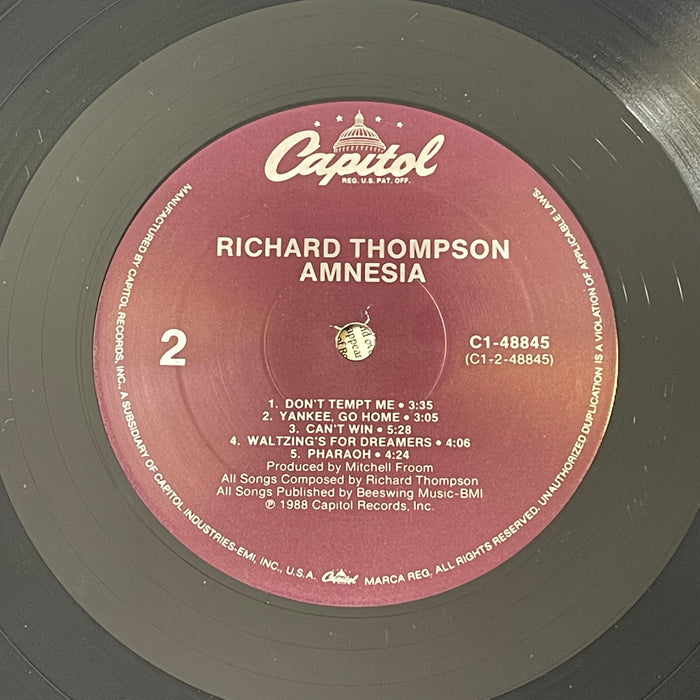 Capitol
REG. U.S. PAT. OFF.
RICHARD THOMPSON
AMNESIA
2
C1-48845
(C1-2-48845)
1. DON'T TEMPT ME • 3:35
2. YANKEE, GO HOME • 3:05
3. CAN'T WIN • 5:28
4. WALTZING'S FOR DREAMERS • 4:06
5. PHARAOH • 4:24
Produced by Mitchell Froom
All Songs Composed by Richard Thompson
All Songs Published by Beeswing Music-BMI
℗ 1988 Capitol Records, Inc.
MANUFACTURED BY CAPITOL RECORDS, INC., A SUBSIDIARY OF CAPITOL INDUSTRIES-EMI, INC., U.S.A. Capitol MARCA REG. ALL RIGHTS RESERVED. UNAUTHORIZED DUPLICATION IS A VIOLATION OF APPLICABLE LAWS.
appear